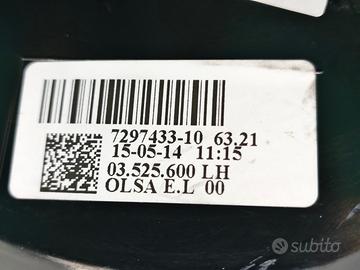 7297433-10 63.21
15-05-14 11:15
03.525.600 LH
OLSA E.L 00
subito